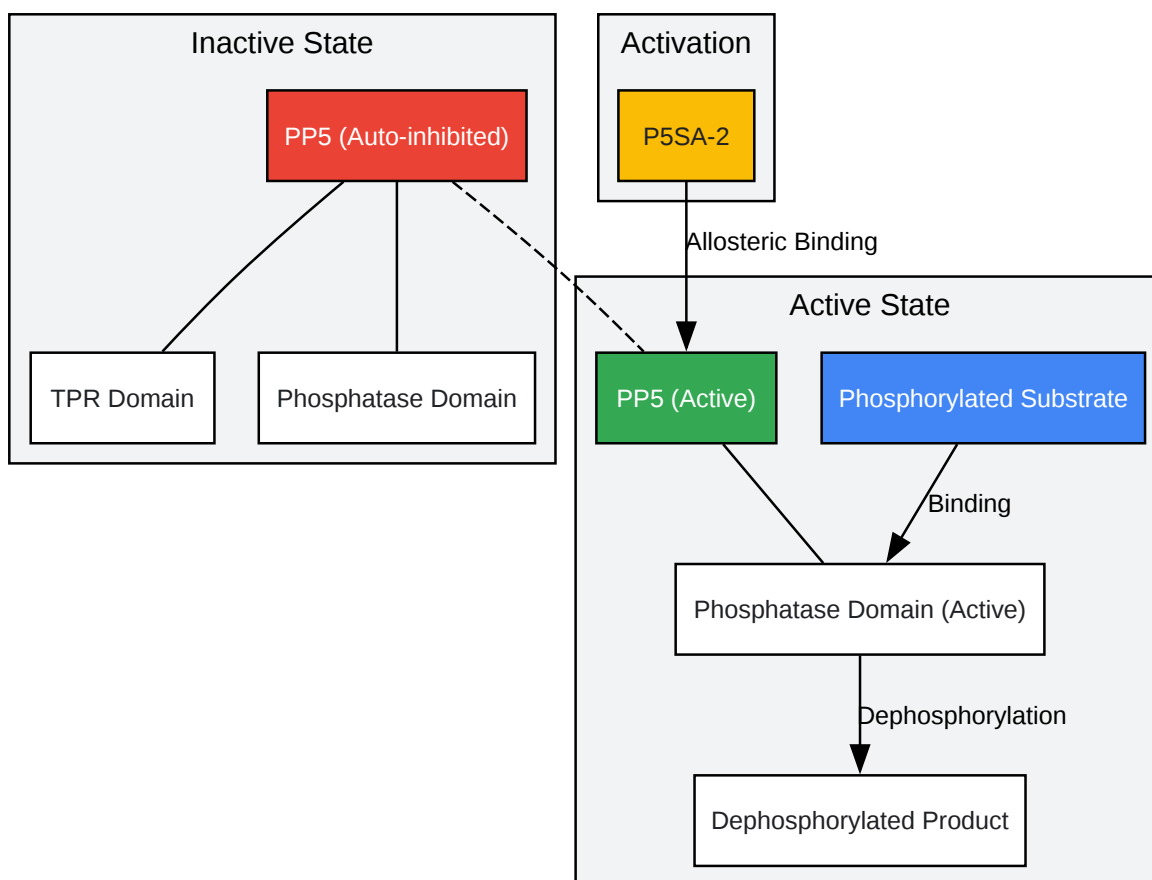 Inactive State
Activation
PP5 (Auto-inhibited)
P5SA-2
Allosteric Binding
Active State
TPR Domain
Phosphatase Domain
PP5 (Active)
Phosphorylated Substrate
Binding
Phosphatase Domain (Active)
Dephosphorylation
Dephosphorylated Product